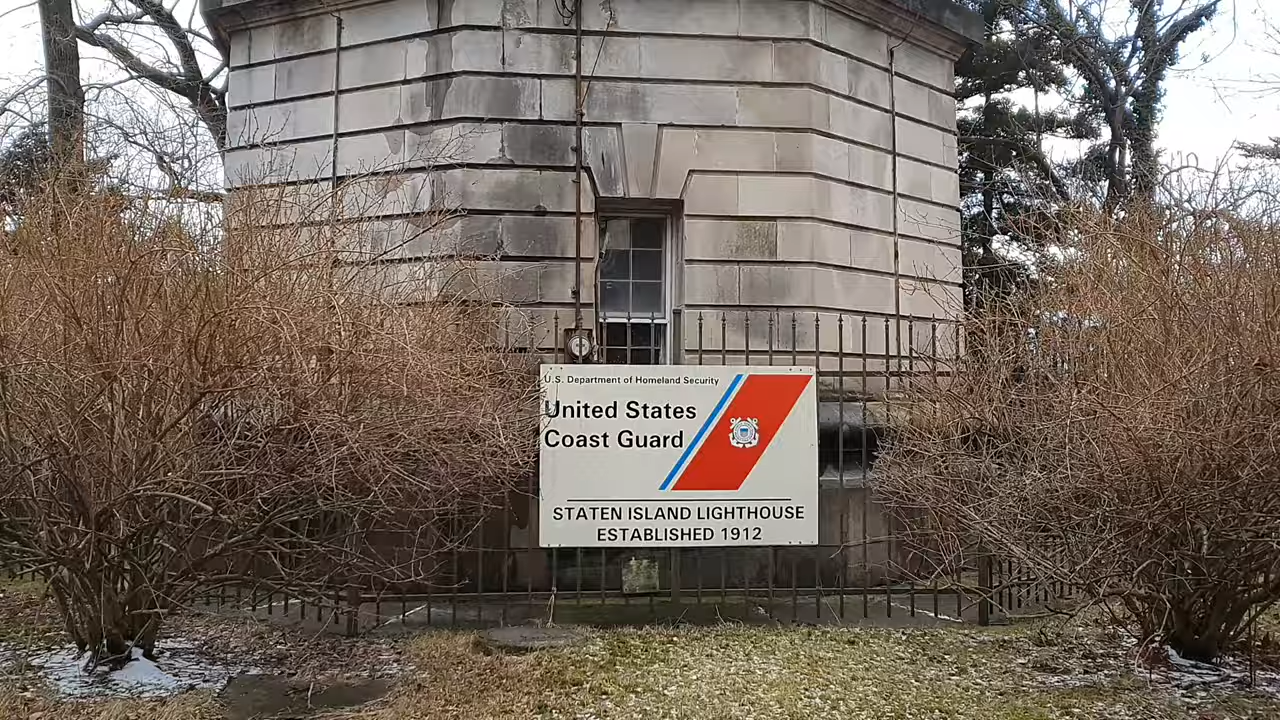 U.S. Department of Homeland Security
United States
Coast Guard
STATEN ISLAND LIGHTHOUSE
ESTABLISHED 1912